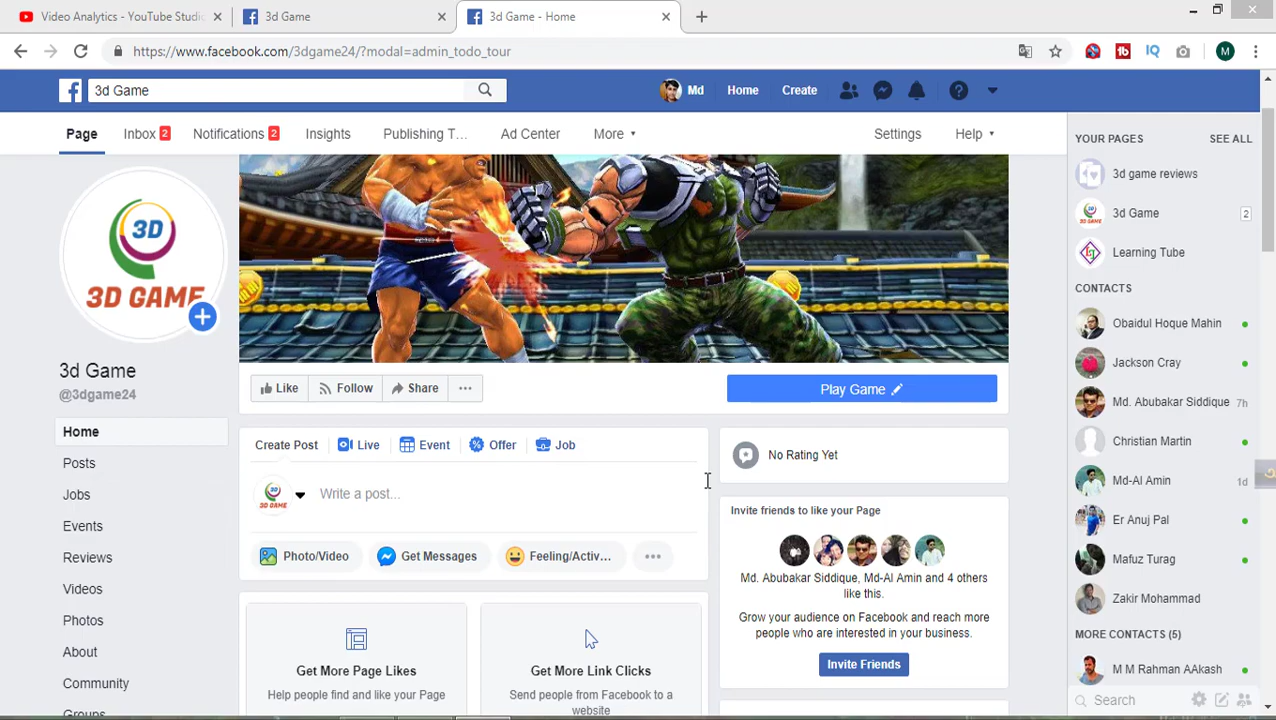 Video Analytics - YouTube Studio
3d Game
3d Game - Home
https://www.facebook.com/3dgame24/?modal=admin_todo_tour
3d Game
Md
Home
Create
Page
Inbox 2
Notifications 2
Insights
Publishing T...
Ad Center
More
Settings
Help
3D
3D GAME
3d Game
@3dgame24
Home
Posts
Jobs
Events
Reviews
Videos
Photos
About
Community
Groups
Like
Follow
Share
Play Game
Create Post
Live
Event
Offer
Job
Write a post...
Photo/Video
Get Messages
Feeling/Activ...
Get More Page Likes
Help people find and like your Page
Get More Link Clicks
Send people from Facebook to a
website
No Rating Yet
Invite friends to like your Page
Md. Abubakar Siddique, Md-Al Amin and 4 others
like this.
Grow your audience on Facebook and reach more
people who are interested in your business.
Invite Friends
YOUR PAGES
SEE ALL
3d game reviews
3d Game 2
Learning Tube
CONTACTS
Obaidul Hoque Mahin
Jackson Cray
Md. Abubakar Siddique 7h
Christian Martin
Md-Al Amin 1d
Er Anuj Pal
Mafuz Turag
Zakir Mohammad
MORE CONTACTS (5)
M M Rahman AAkash
Search